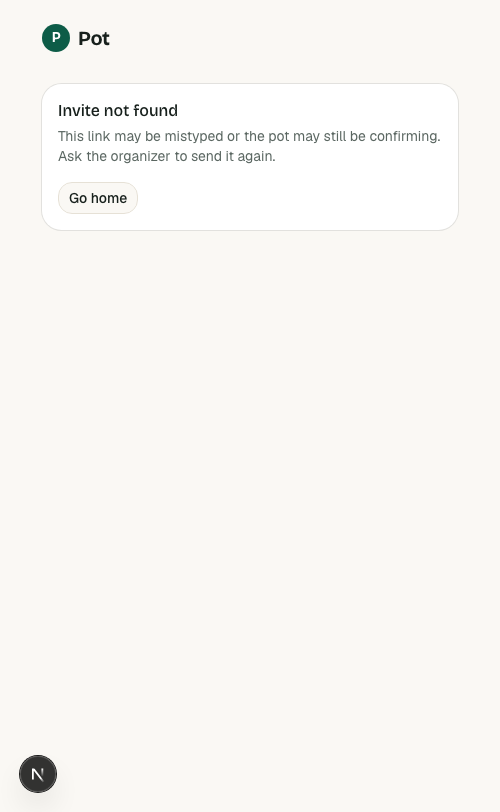 P Pot
Invite not found
This link may be mistyped or the pot may still be confirming.
Ask the organizer to send it again.
Go home
N